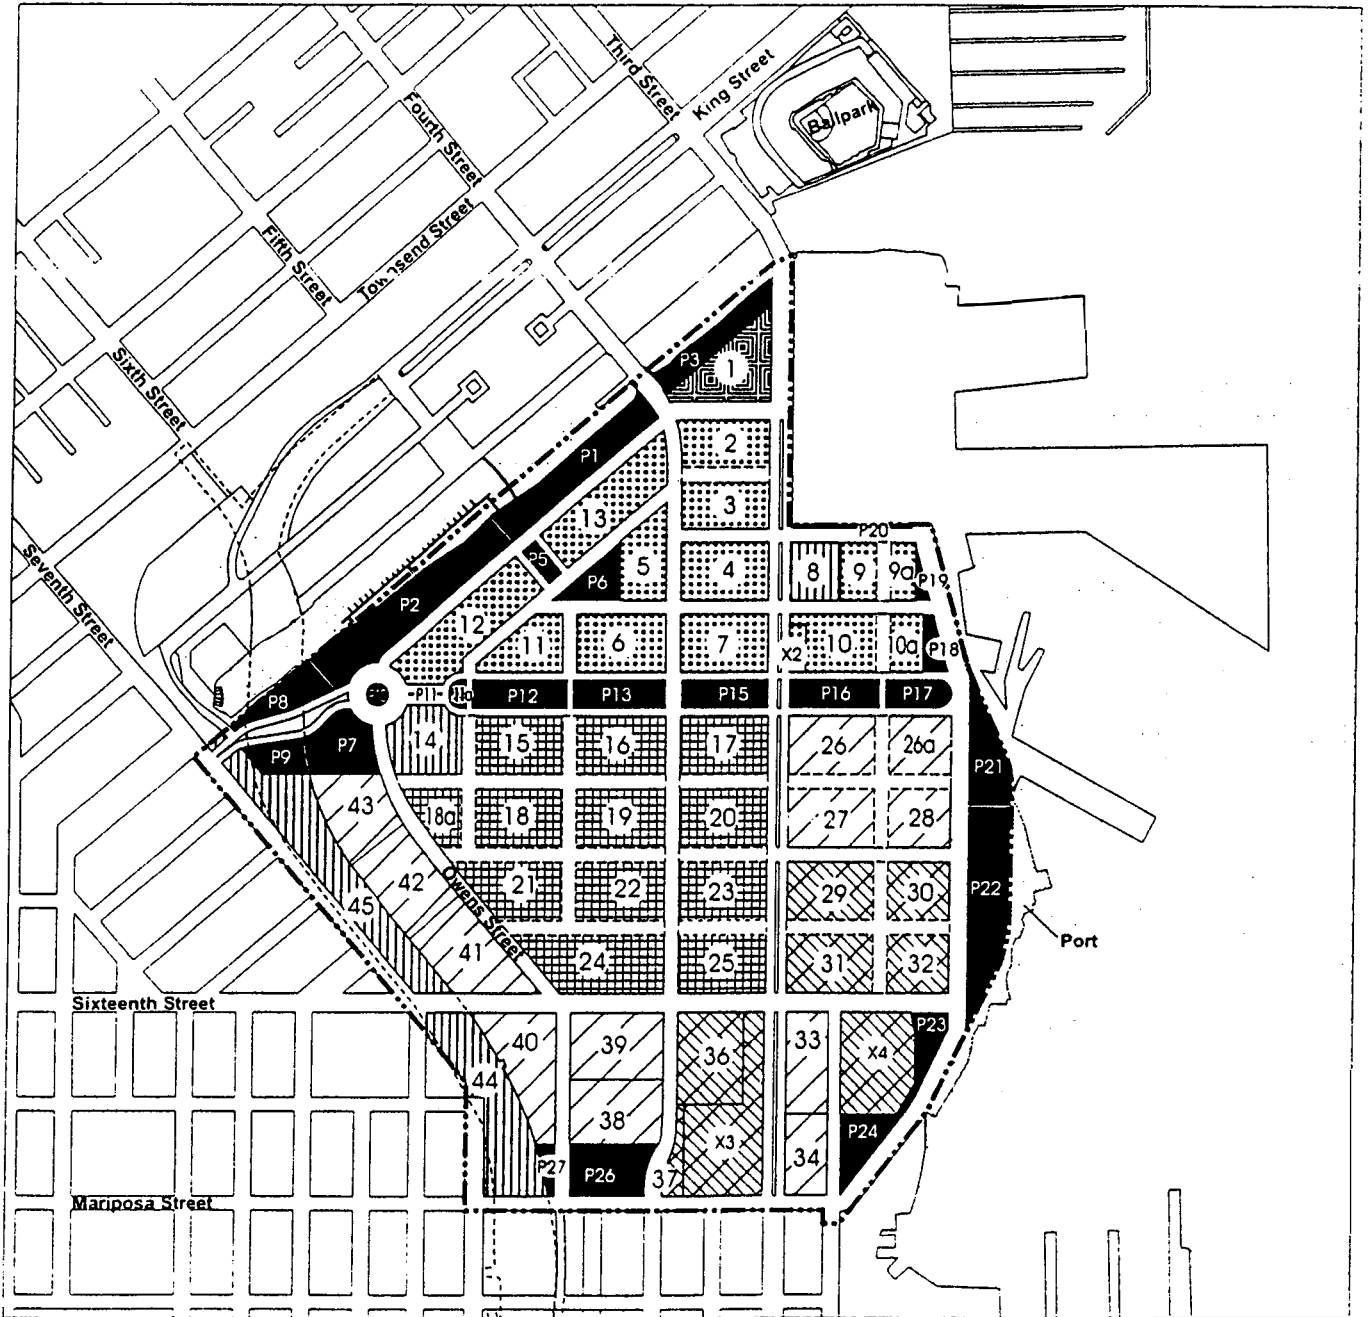 Third Street
King Street
Ballpark
Fourth Street
Townsend Street
Fifth Street
Sixth Street
Seventh Street
P3
1
P1
2
13
3
P20
P5
P6
5
4
8
9
9a
P19
P2
12
11
6
7
X2
10
10a
P18
P8
P10
P11
11a
P12
P13
P15
P16
P17
P9
P7
14
15
16
17
26
26a
P21
43
18a
18
19
20
27
28
42
Owens Street
21
22
23
29
30
P22
45
41
24
25
31
32
Port
Sixteenth Street
40
39
36
33
X4
P23
44
38
X3
34
P24
P27
P26
37
Mariposa Street